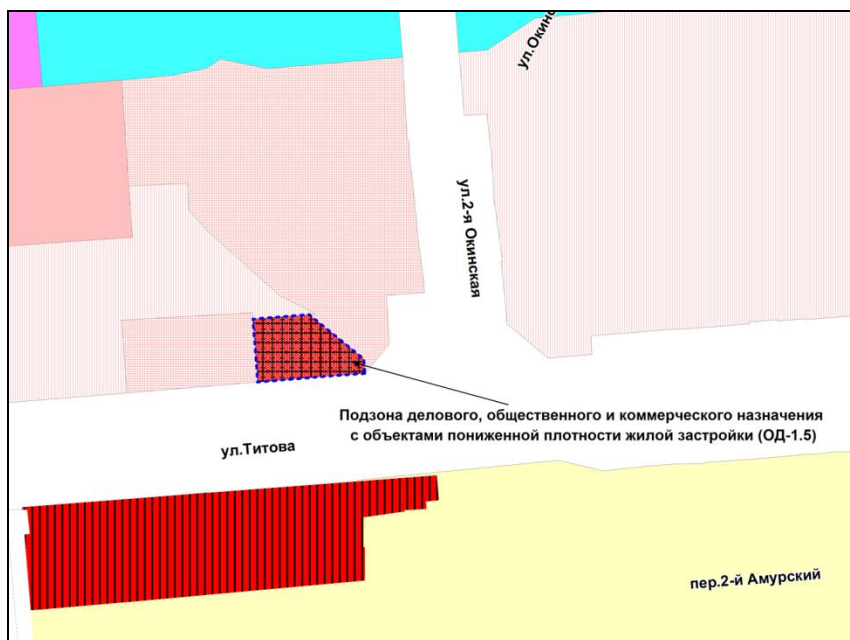 ул.Окинс
ул.2-я Окинская
Подзона делового, общественного и коммерческого назначения
с объектами пониженной плотности жилой застройки (ОД-1.5)
ул.Титова
пер.2-й Амурский